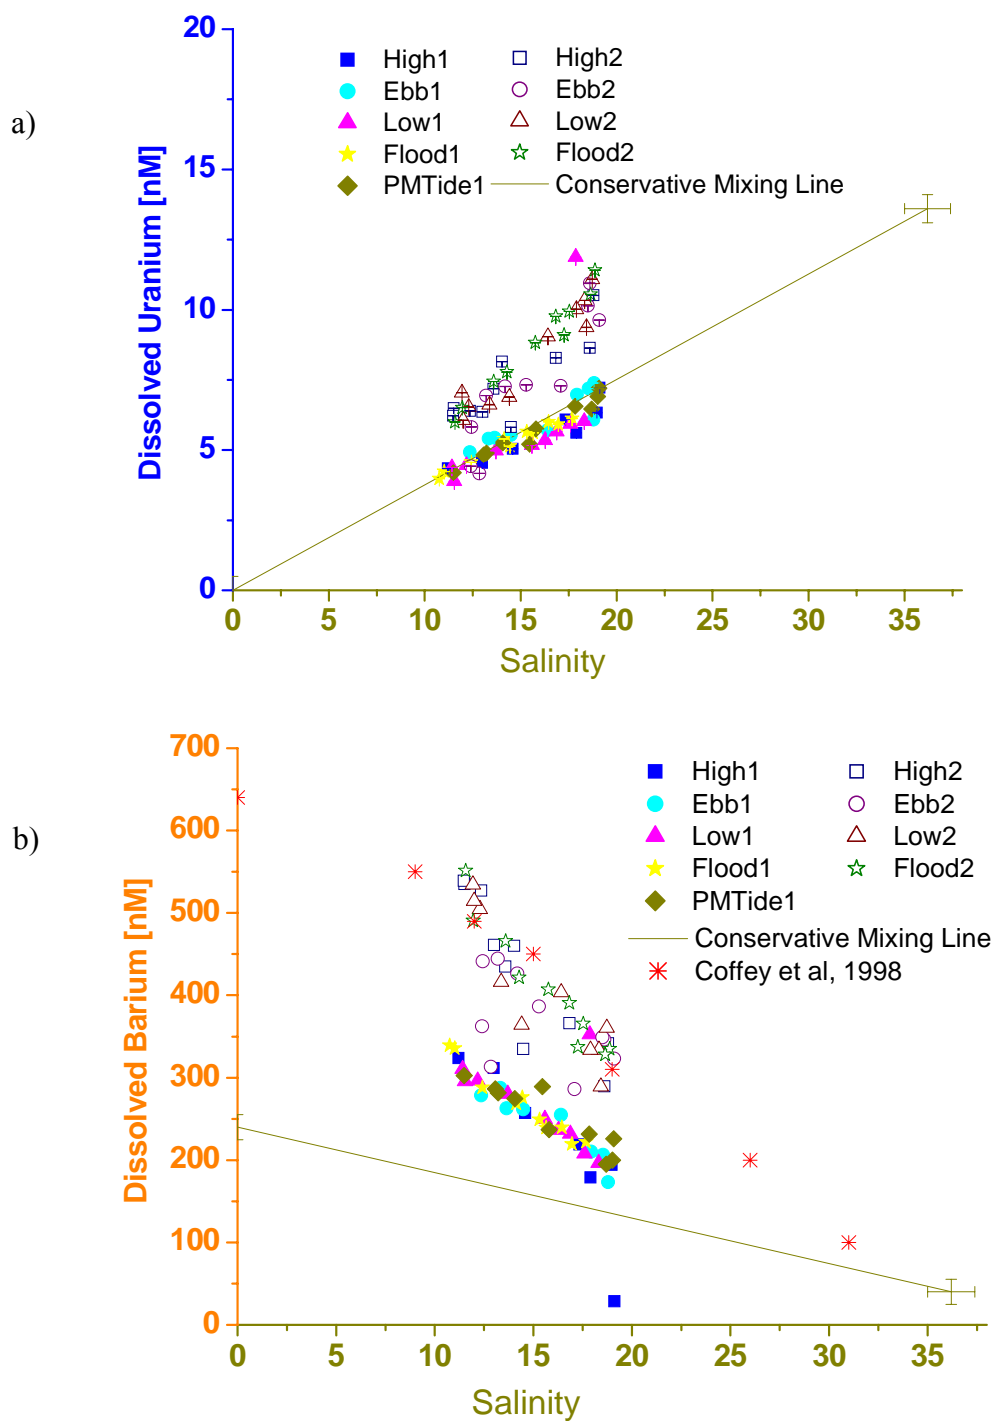 a)
20
15
10
5
0
Dissolved Uranium [nM]
High1
High2
Ebb1
Ebb2
Low1
Low2
Flood1
Flood2
PMTide1
Conservative Mixing Line
0 5 10 15 20 25 30 35
Salinity
b)
700
600
500
400
300
200
100
0
Dissolved Barium [nM]
High1
High2
Ebb1
Ebb2
Low1
Low2
Flood1
Flood2
PMTide1
Conservative Mixing Line
Coffey et al, 1998
0 5 10 15 20 25 30 35
Salinity